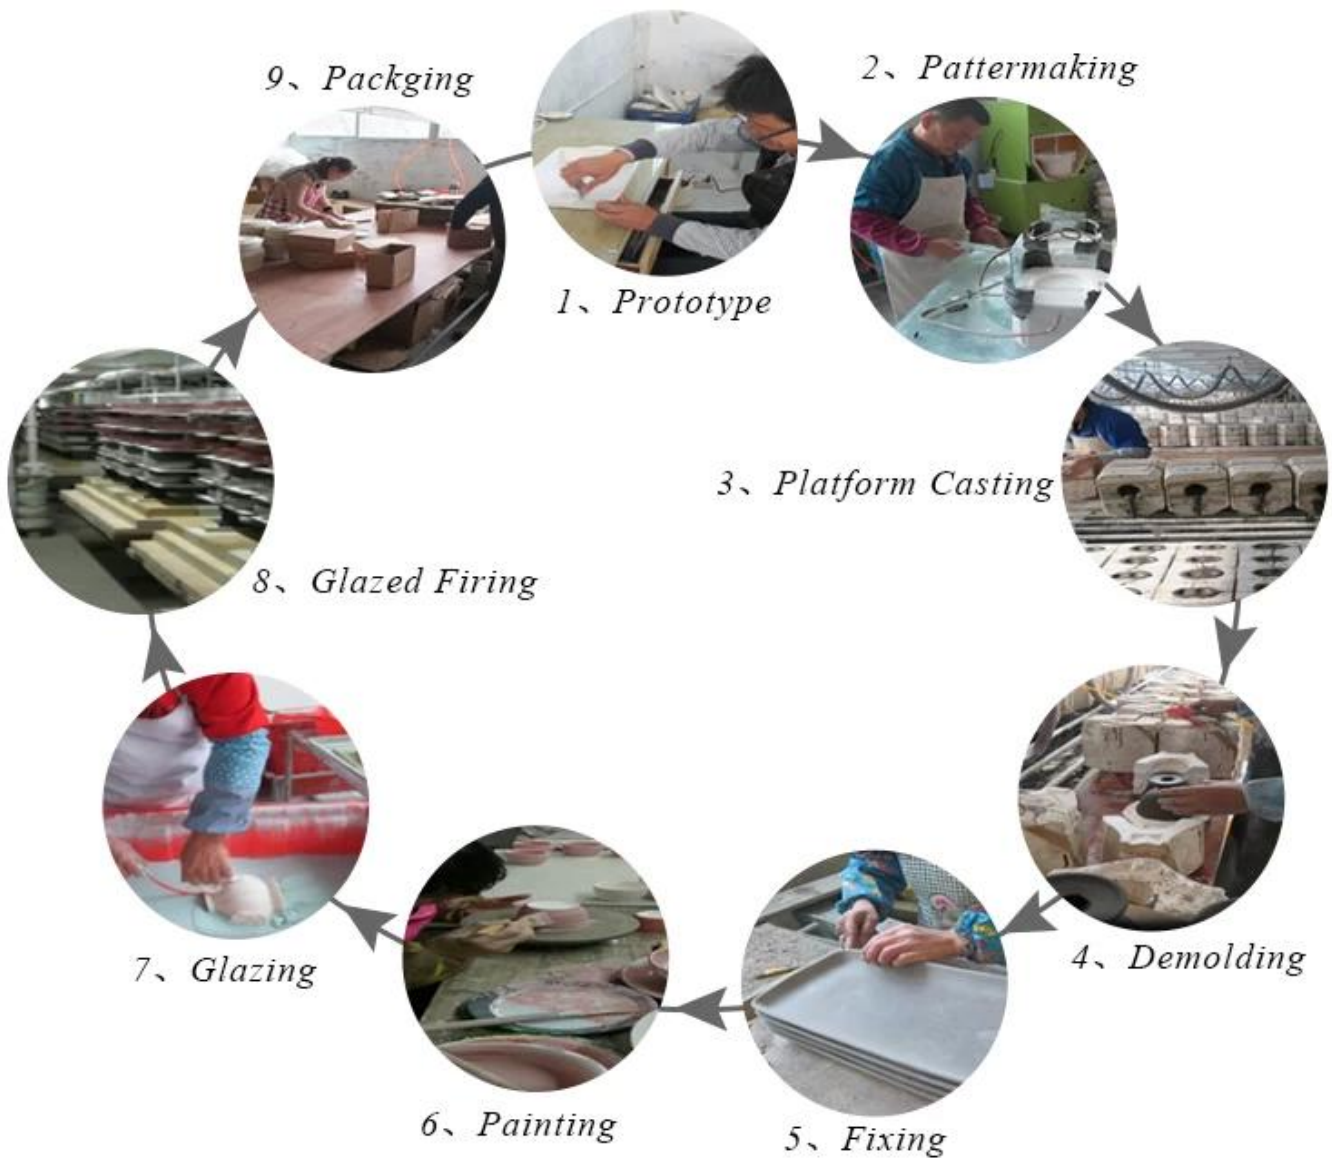 1、Prototype
2、Pattermaking
3、Platform Casting
4、Demolding
5、Fixing
6、Painting
7、Glazing
8、Glazed Firing
9、Packging